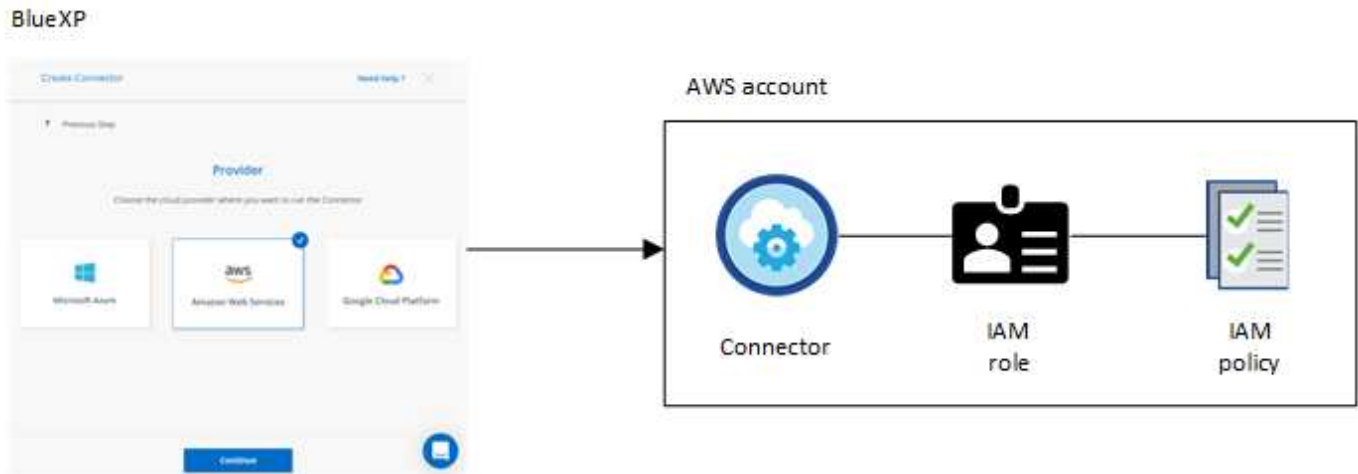 BlueXP
Create Connector
Need help?
Previous Step
Provider
Choose the cloud provider where you want to run the Connector
Microsoft Azure
aws
Amazon Web Services
Google Cloud Platform
Continue
AWS account
Connector
IAM
role
IAM
policy